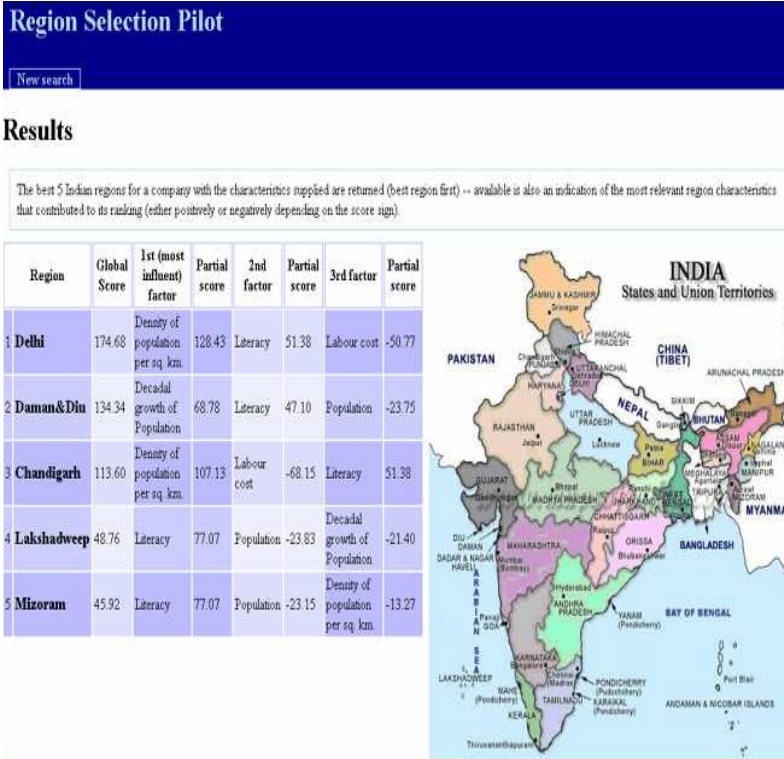 Region Selection Pilot
New search
Results
The best 5 Indian regions for a company with the characteristics supplied are returned (best region first) -- available is also an indication of the most relevant region characteristics
that contributed to its ranking (either positively or negatively depending on the score sign).
Region Global Score 1st (most influent) factor Partial score 2nd factor Partial score 3rd factor Partial score
1 Delhi 174.68 Density of population per sq. km. 128.43 Literacy 51.38 Labour cost -50.77
2 Daman&Diu 134.34 Decadal growth of Population 68.78 Literacy 47.10 Population -23.75
3 Chandigarh 113.60 Density of population per sq. km. 107.13 Labour cost -68.15 Literacy 51.38
4 Lakshadweep 48.76 Literacy 77.07 Population -23.83 Decadal growth of Population -21.40
5 Mizoram 45.92 Literacy 77.07 Population -23.15 Density of population per sq. km. -13.27
INDIA
States and Union Territories
JAMMU & KASHMIR
Srinagar
HIMACHAL
PRADESH
PAKISTAN
CHINA
(TIBET)
PUNJAB
UTTARANCHAL
ARUNACHAL PRADESH
HARYANA
DELHI
SIKKIM
RAJASTHAN
Jaipur
UTTAR
PRADESH
Lucknow
NEPAL
BHUTAN
ASSAM
Patna
BIHAR
MEGHALAYA
MANIPUR
GUJARAT
Bhopal
MADHYA PRADESH
JHARKHAND
WEST
BENGAL
TRIPURA
MIZORAM
CHHATTISGARH
Raipur
ORISSA
Bhubaneswar
BANGLADESH
DIU
DAMAN
DADAR & NAGAR
HAVELI
MAHARASHTRA
Mumbai
(Bombay)
Hyderabad
ANDHRA
PRADESH
YANAM
(Pondicherry)
BAY OF BENGAL
ARABIAN SEA
Panaji
GOA
KARNATAKA
Bangalore
Chennai
(Madras)
PONDICHERRY
(Puduchchery)
LAKSHADWEEP
MAHE
(Pondicherry)
TAMILNADU
KARAIKAL
(Pondicherry)
Port Blair
ANDAMAN & NICOBAR ISLANDS
KERALA
Thiruvananthapuram